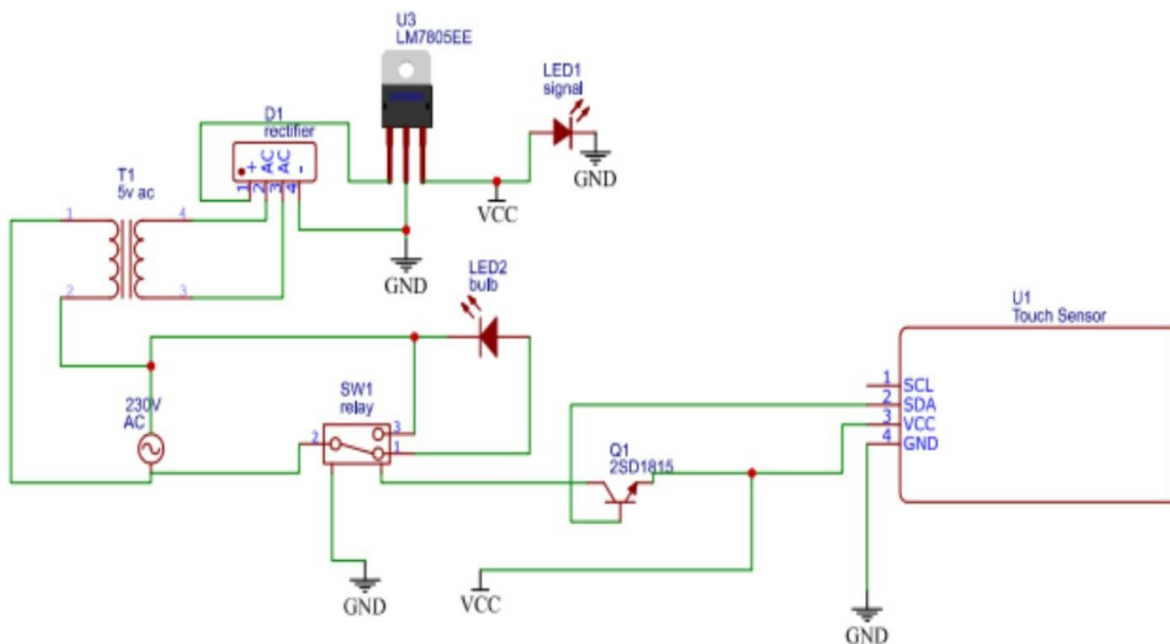 U3
LM7805EE
LED1
signal
GND
VCC
D1
rectifier
+
AC
AC
-
1
2
3
4
T1
5v ac
1
4
2
3
GND
LED2
bulb
230V
AC
SW1
relay
2
3
1
GND
Q1
2SD1815
VCC
U1
Touch Sensor
1 SCL
2 SDA
3 VCC
4 GND
GND